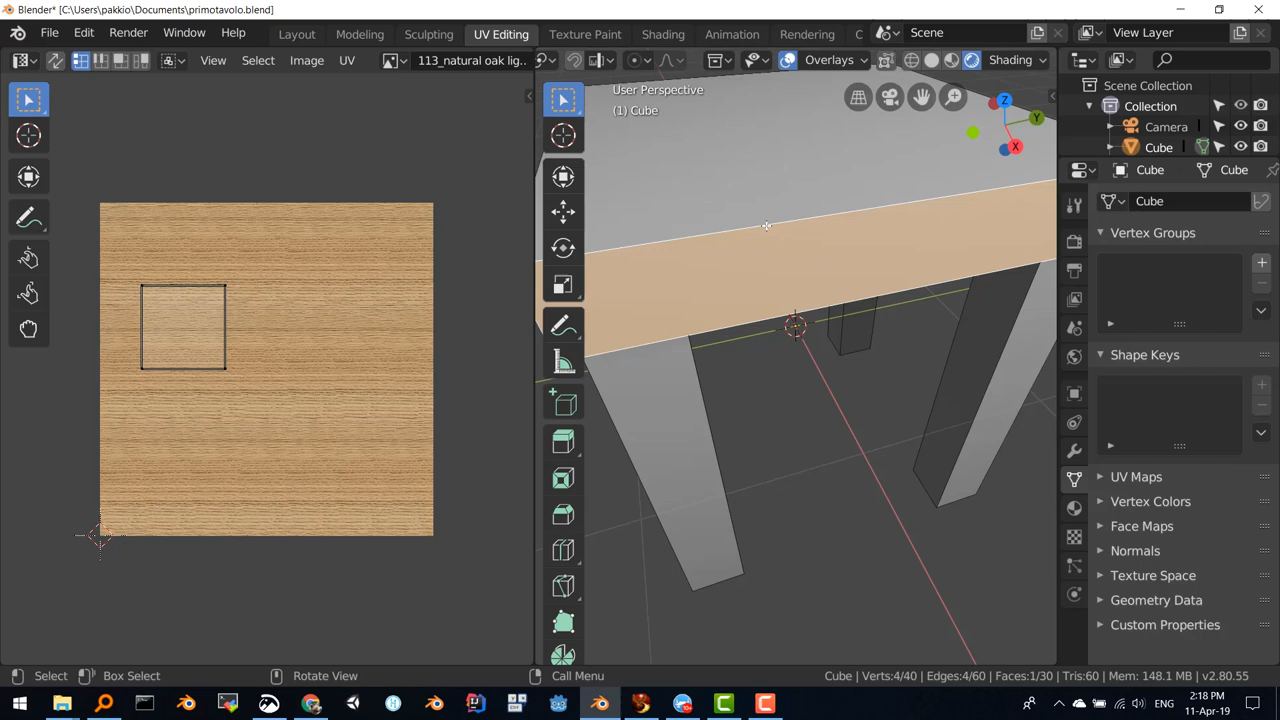 Blender* [C:\Users\pakkio\Documents\primotavolo.blend]
File Edit Render Window Help Layout Modeling Sculpting UV Editing Texture Paint Shading Animation Rendering C Scene View Layer
View Select Image UV 113_natural oak lig.. Overlays Shading
User Perspective
(1) Cube
Z
Y
X
Scene Collection
Collection
Camera
Cube
Cube Cube
Cube
Vertex Groups
Shape Keys
UV Maps
Vertex Colors
Face Maps
Normals
Texture Space
Geometry Data
Custom Properties
Select Box Select Rotate View Call Menu Cube | Verts:4/40 | Edges:4/60 | Faces:1/30 | Tris:60 | Mem: 148.1 MB | v2.80.55
ENG
2:18 PM
11-Apr-19